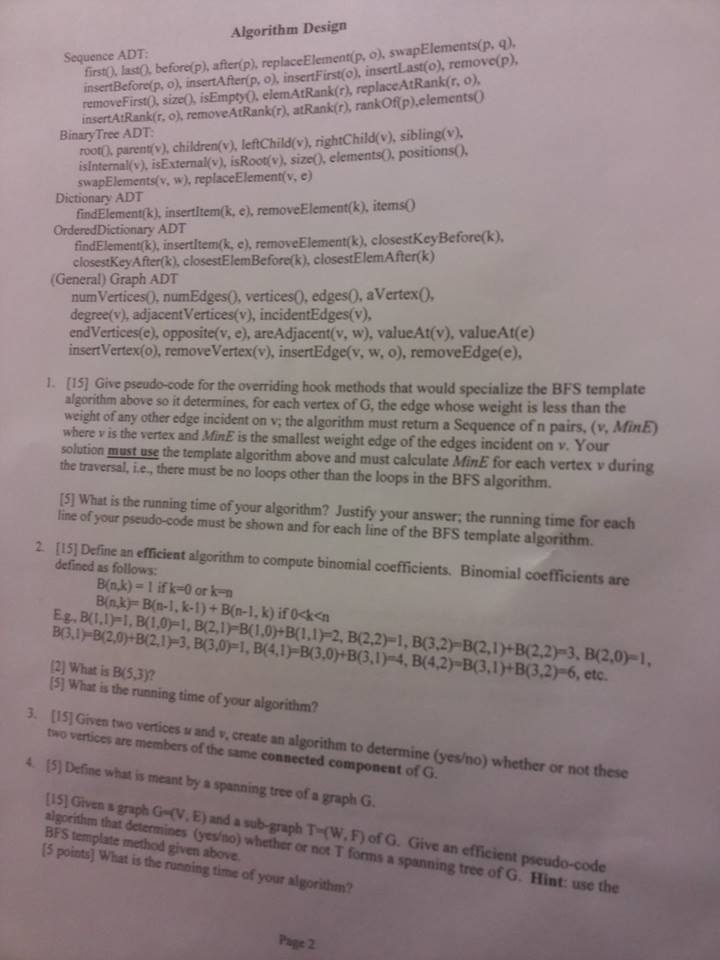 Algorithm Design
Sequence ADT:
first(), last(), before(p), after(p), replaceElement(p, o), swapElements(p, q),
insertBefore(p, o), insertAfter(p, o), insertFirst(o), insertLast(o), remove(p),
removeFirst(), size(), isEmpty(), elemAtRank(r), replaceAtRank(r, o),
insertAtRank(r, o), removeAtRank(r), atRank(r), rankOf(p),elements()
BinaryTree ADT:
root(), parent(v), children(v), leftChild(v), rightChild(v), sibling(v),
isInternal(v), isExternal(v), isRoot(v), size(), elements(), positions(),
swapElements(v, w), replaceElement(v, e)
Dictionary ADT
findElement(k), insertItem(k, e), removeElement(k), items()
OrderedDictionary ADT
findElement(k), insertItem(k, e), removeElement(k), closestKeyBefore(k),
closestKeyAfter(k), closestElemBefore(k), closestElemAfter(k)
(General) Graph ADT
numVertices(), numEdges(), vertices(), edges(), aVertex(),
degree(v), adjacentVertices(v), incidentEdges(v),
endVertices(e), opposite(v, e), areAdjacent(v, w), valueAt(v), valueAt(e)
insertVertex(o), removeVertex(v), insertEdge(v, w, o), removeEdge(e),
1. [15] Give pseudo-code for the overriding hook methods that would specialize the BFS template
algorithm above so it determines, for each vertex of G, the edge whose weight is less than the
weight of any other edge incident on v; the algorithm must return a Sequence of n pairs, (v, MinE)
where v is the vertex and MinE is the smallest weight edge of the edges incident on v. Your
solution must use the template algorithm above and must calculate MinE for each vertex v during
the traversal, i.e., there must be no loops other than the loops in the BFS algorithm.
[5] What is the running time of your algorithm? Justify your answer; the running time for each
line of your pseudo-code must be shown and for each line of the BFS template algorithm.
2. [15] Define an efficient algorithm to compute binomial coefficients. Binomial coefficients are
defined as follows:
B(n,k) = 1 if k=0 or k=n
B(n,k)= B(n-1, k-1) + B(n-1, k) if 0<k<n
E.g., B(1,1)=1, B(1,0)=1, B(2,1)=B(1,0)+B(1,1)=2, B(2,2)=1, B(3,2)=B(2,1)+B(2,2)=3, B(2,0)=1,
B(3,1)=B(2,0)+B(2,1)=3, B(3,0)=1, B(4,1)=B(3,0)+B(3,1)=4, B(4,2)=B(3,1)+B(3,2)=6, etc.
[2] What is B(5,3)?
[5] What is the running time of your algorithm?
3. [15] Given two vertices u and v, create an algorithm to determine (yes/no) whether or not these
two vertices are members of the same connected component of G.
4. [5] Define what is meant by a spanning tree of a graph G.
[15] Given a graph G=(V, E) and a sub-graph T=(W, F) of G. Give an efficient pseudo-code
algorithm that determines (yes/no) whether or not T forms a spanning tree of G. Hint: use the
BFS template method given above.
[5 points] What is the running time of your algorithm?
Page 2